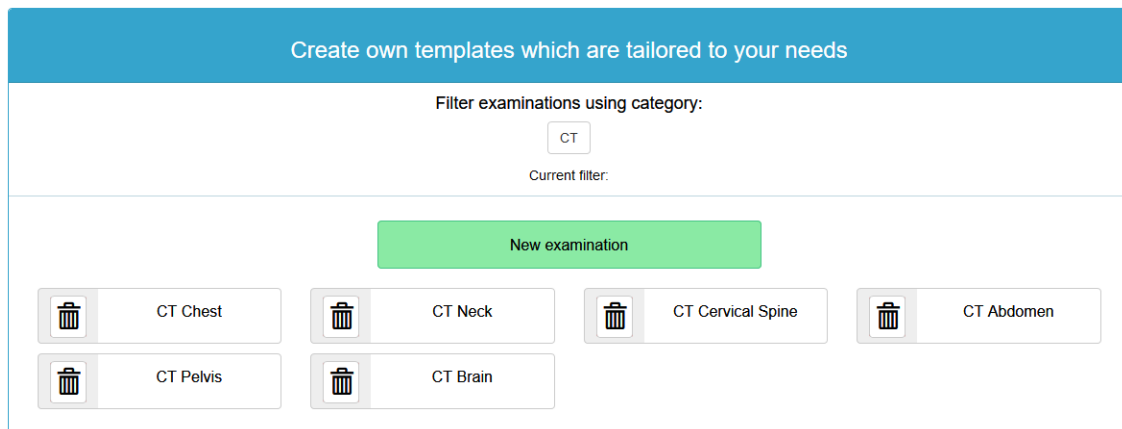 Create own templates which are tailored to your needs
Filter examinations using category:
CT
Current filter:
New examination
CT Chest
CT Neck
CT Cervical Spine
CT Abdomen
CT Pelvis
CT Brain